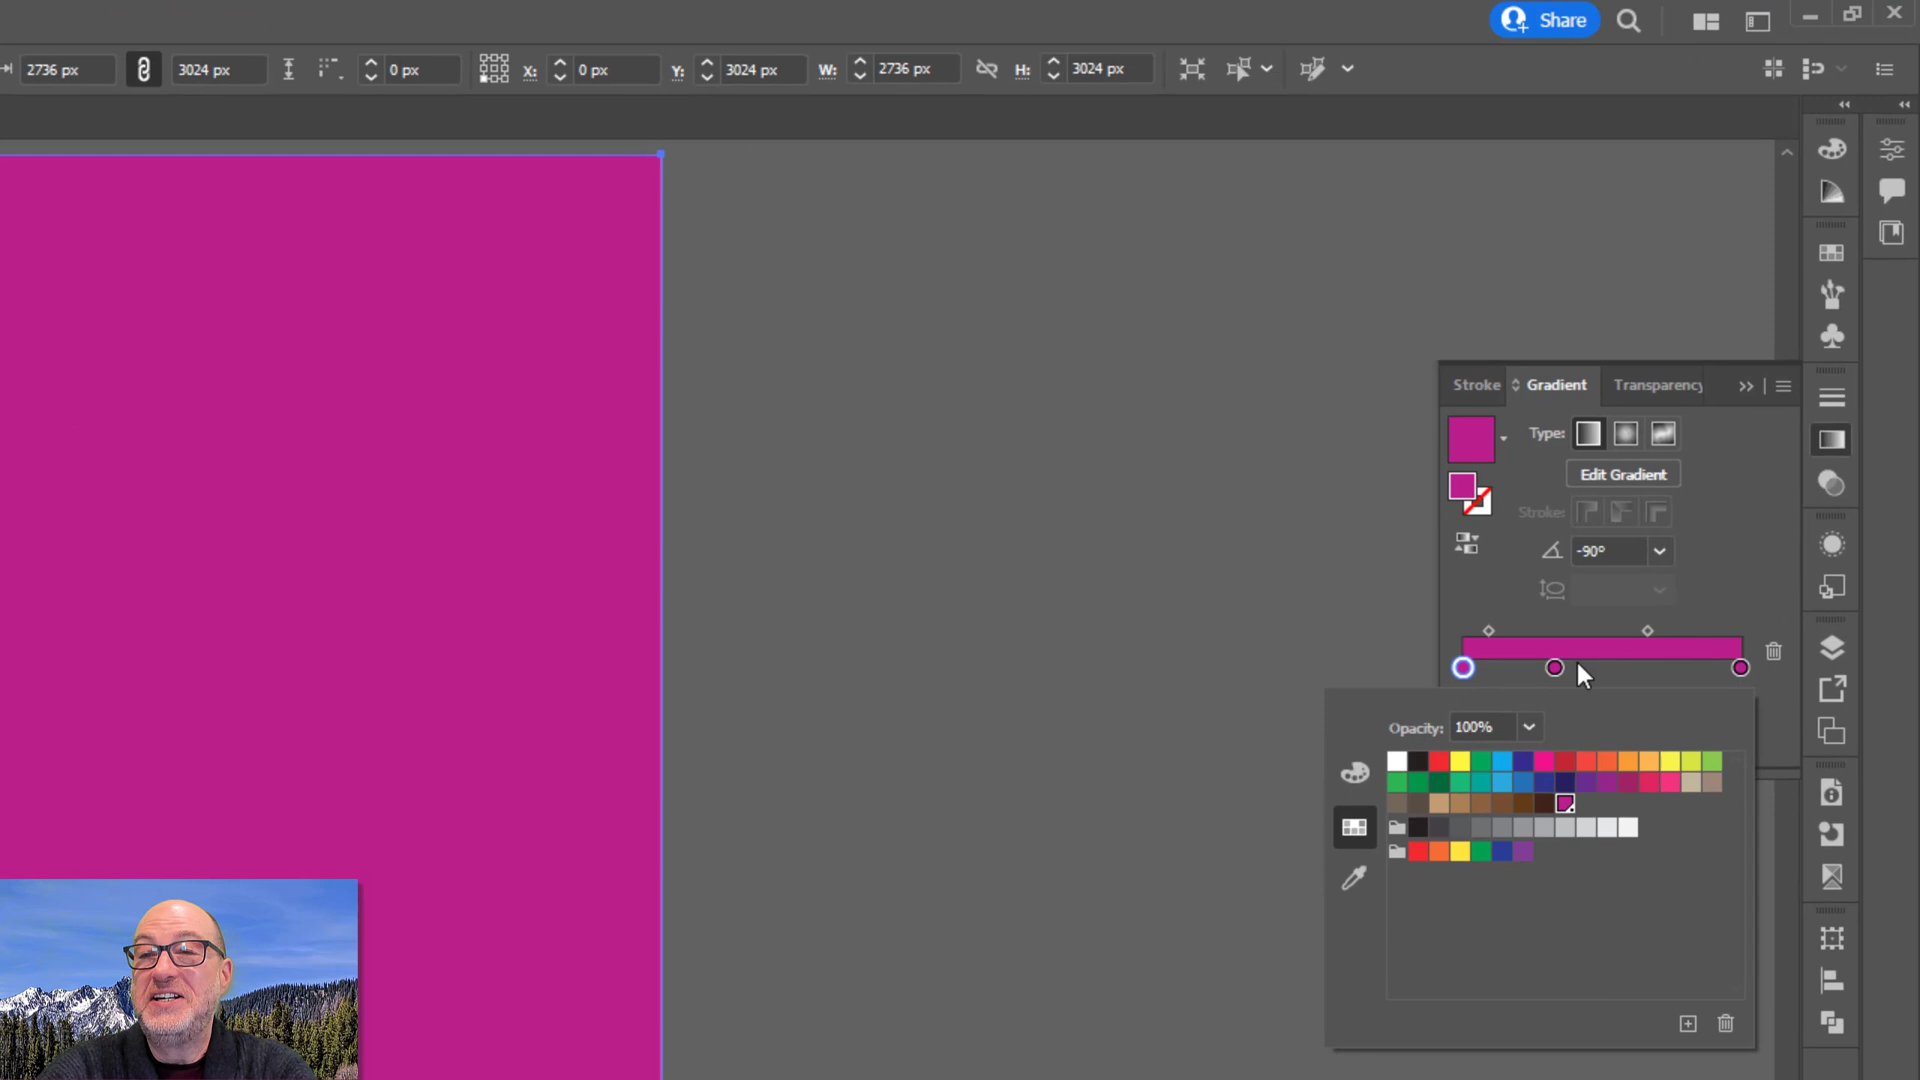 Share
2736 px 3024 px 0 px X: 0 px Y: 3024 px W: 2736 px H: 3024 px
Stroke Gradient Transparency
Type:
Edit Gradient
Stroke:
-90°
Opacity: 100%